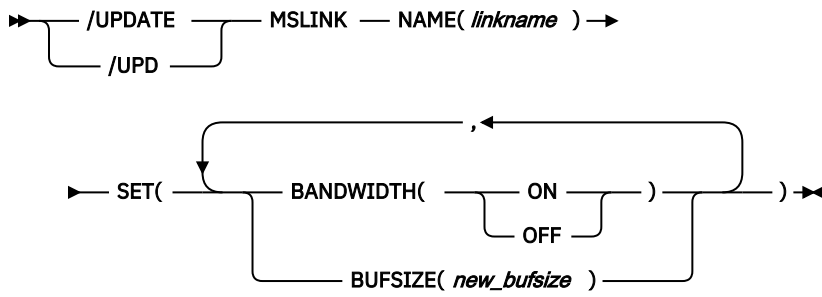 /UPDATE MSLINK NAME( linkname )
/UPD
,
SET( BANDWIDTH( ON ) )
OFF
BUFSIZE( new_bufsize )